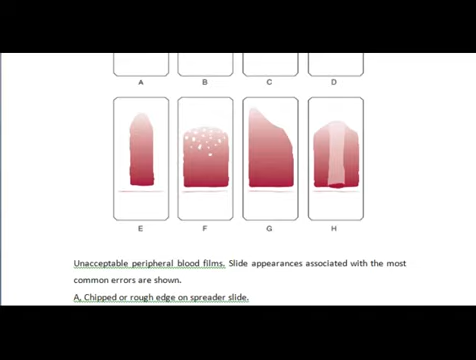 A B C D
E F G H
Unacceptable peripheral blood films. Slide appearances associated with the most
common errors are shown.
A, Chipped or rough edge on spreader slide.